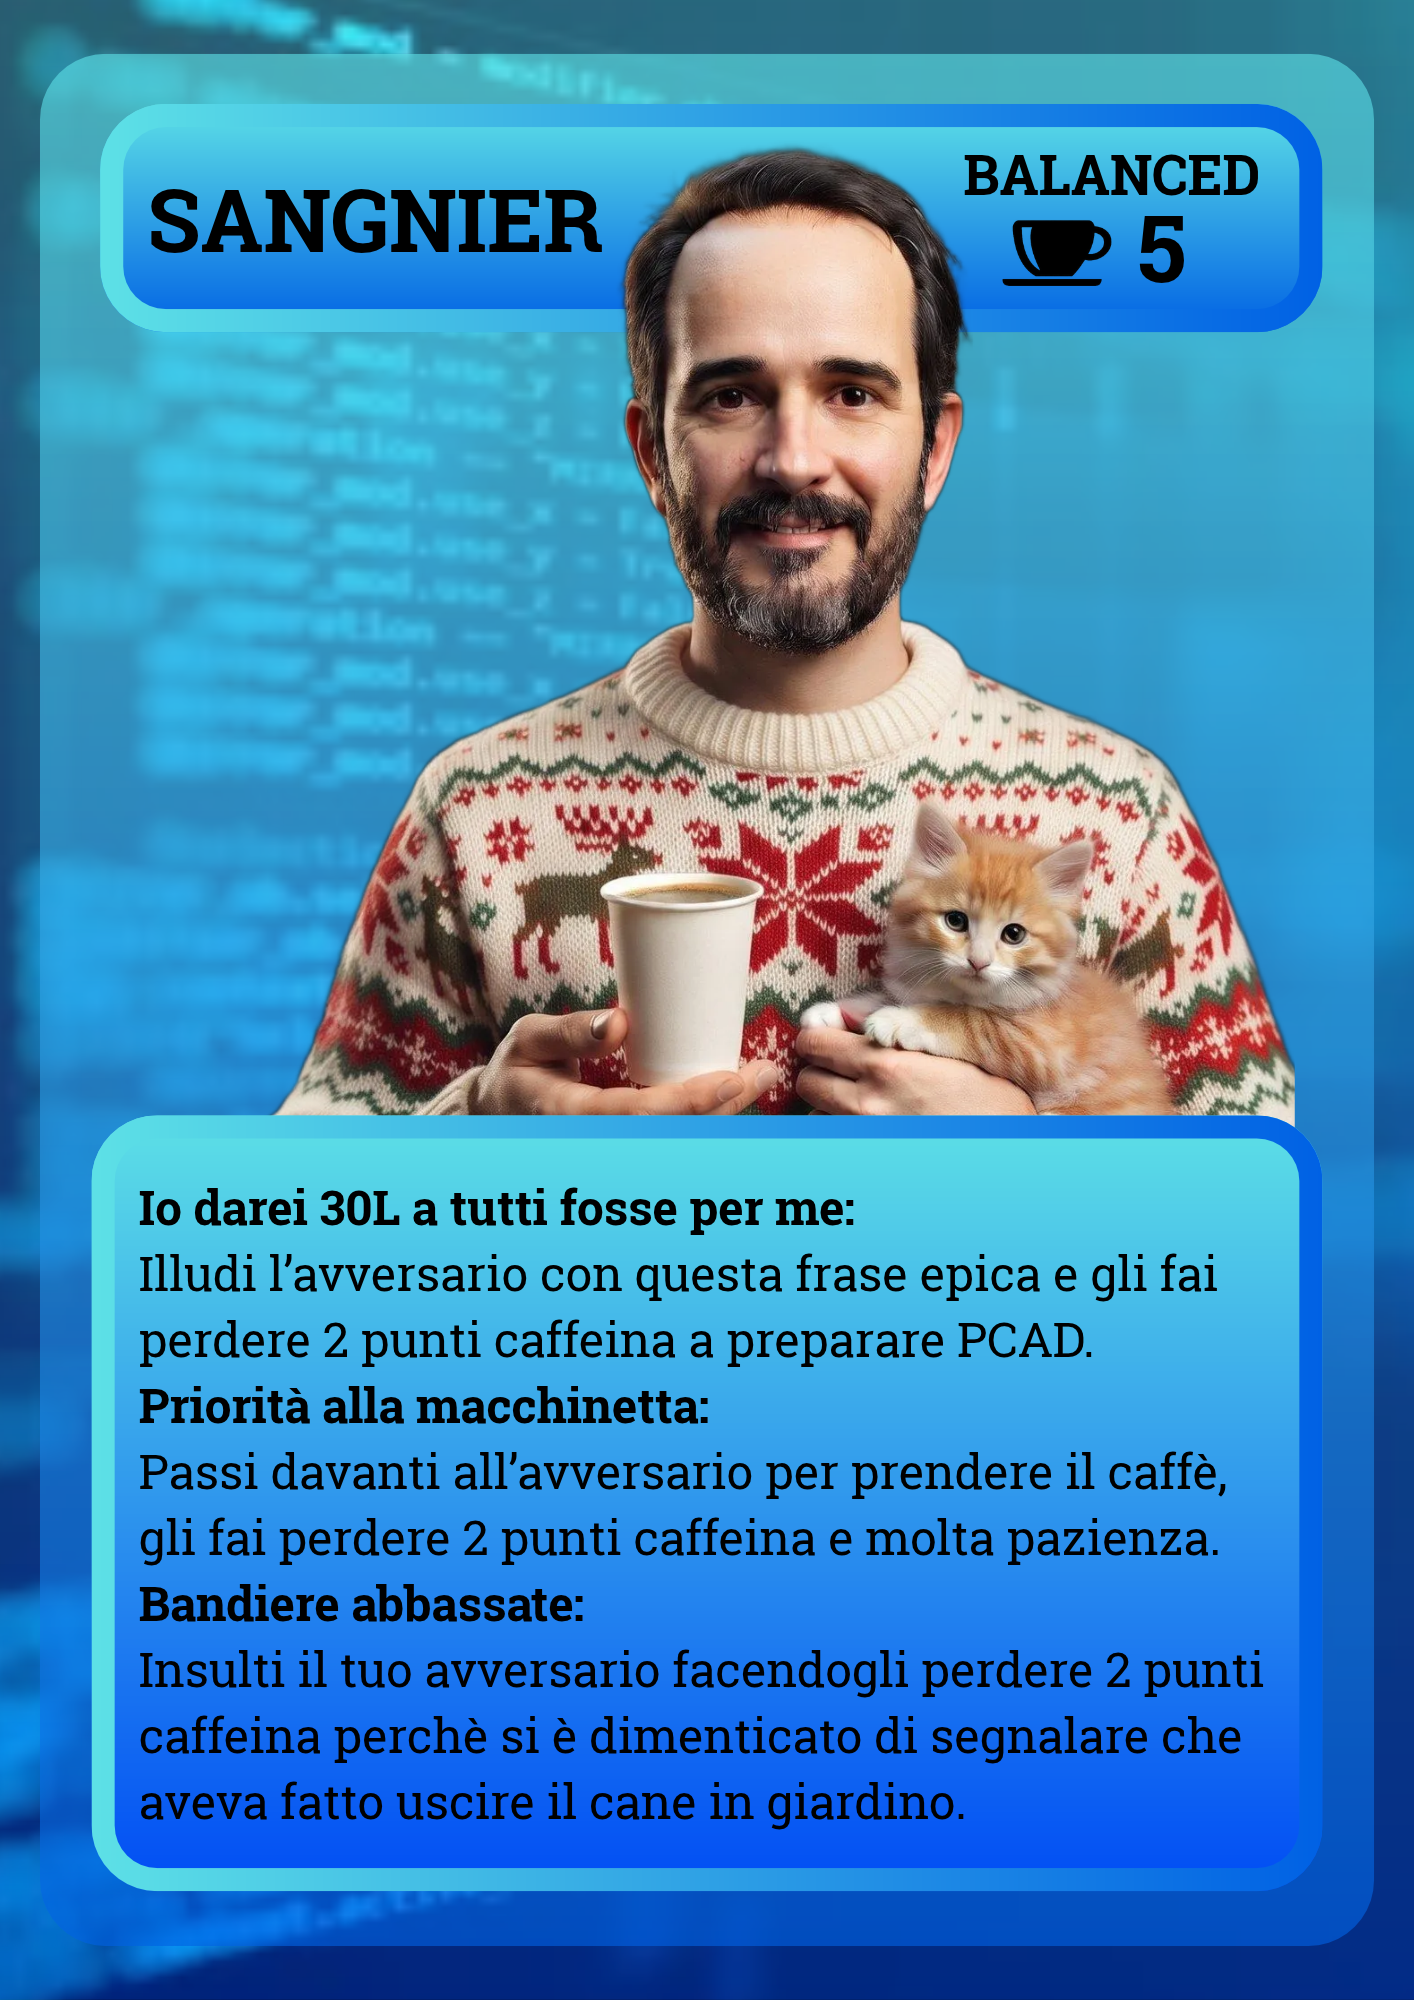 SANGNIER
BALANCED
5
Io darei 30L a tutti fosse per me:
Illudi l’avversario con questa frase epica e gli fai
perdere 2 punti caffeina a preparare PCAD.
Priorità alla macchinetta:
Passi davanti all’avversario per prendere il caffè,
gli fai perdere 2 punti caffeina e molta pazienza.
Bandiere abbassate:
Insulti il tuo avversario facendogli perdere 2 punti
caffeina perchè si è dimenticato di segnalare che
aveva fatto uscire il cane in giardino.